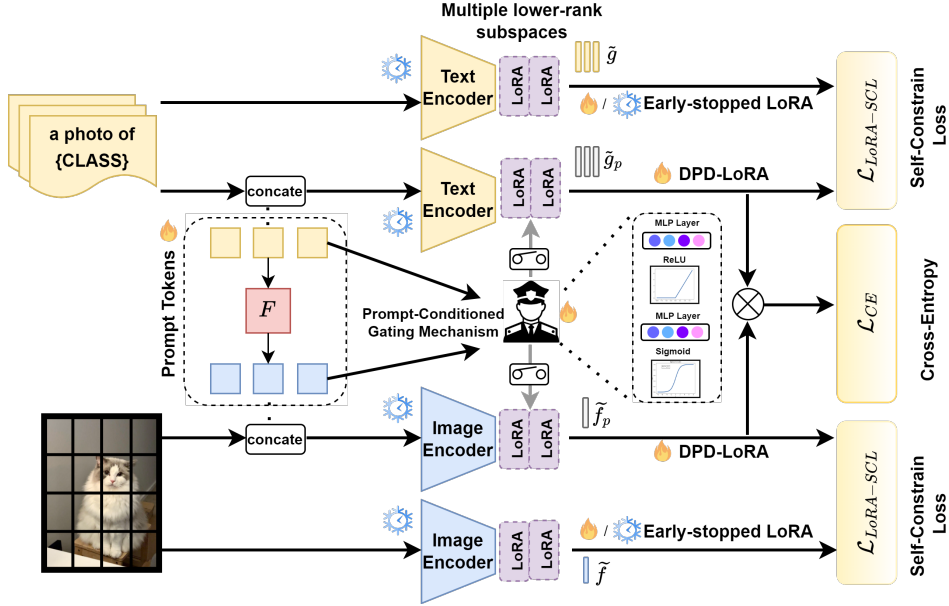 Multiple lower-rank
subspaces
Text
Encoder
LoRA
LoRA
g̃
/
Early-stopped LoRA
L_{LoRA-SCL}
Self-Constrain
Loss
a photo of
{CLASS}
concate
Text
Encoder
LoRA
LoRA
g̃_p
DPD-LoRA
Prompt Tokens
F
Prompt-Conditioned
Gating Mechanism
MLP Layer
ReLU
MLP Layer
Sigmoid
L_{CE}
Cross-Entropy
concate
Image
Encoder
LoRA
LoRA
f̃_p
DPD-LoRA
L_{LoRA-SCL}
Self-Constrain
Loss
Image
Encoder
LoRA
LoRA
/
Early-stopped LoRA
f̃